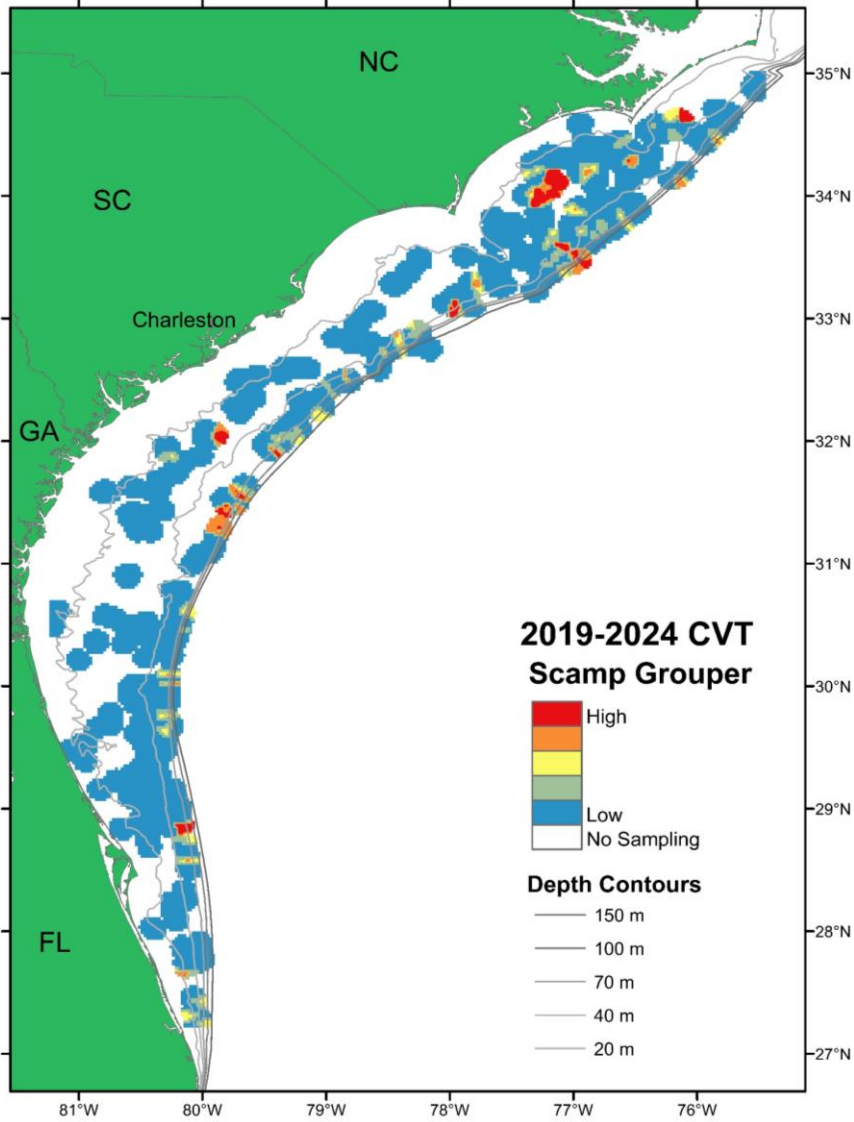 NC
35°N
SC
34°N
Charleston
33°N
GA
32°N
31°N
2019-2024 CVT
Scamp Grouper
High
Low
No Sampling
30°N
29°N
Depth Contours
150 m
100 m
70 m
40 m
20 m
FL
28°N
27°N
81°W
80°W
79°W
78°W
77°W
76°W